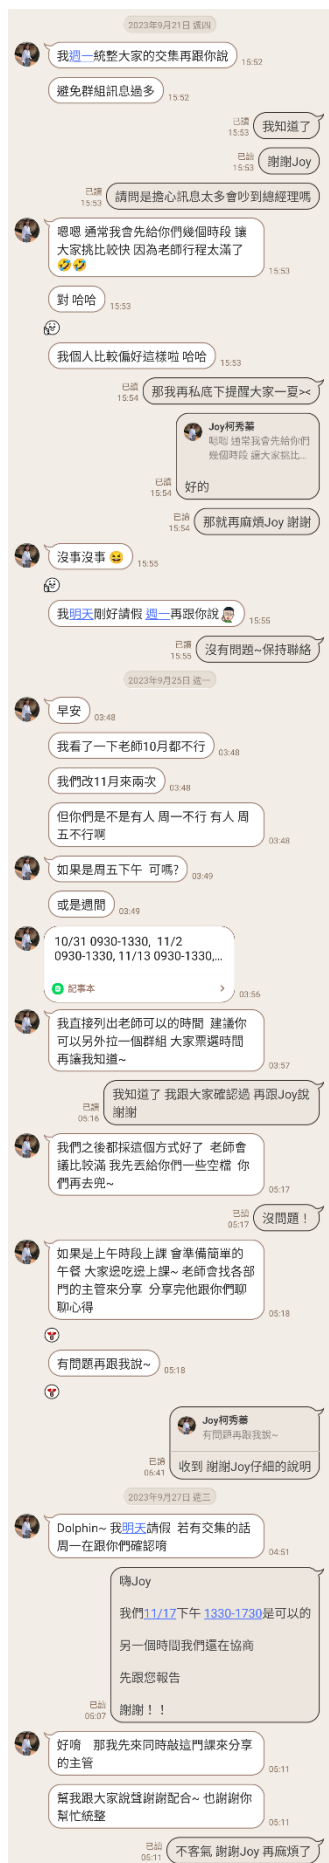 2023年9月21日 週四
我週一統整大家的交集再跟你說
15:52
避免群組訊息過多
15:52
已讀
15:53
我知道了
已讀
15:53
謝謝Joy
已讀
15:53
請問是擔心訊息太多會吵到總經理嗎
嗯嗯 通常我會先給你們幾個時段 讓
大家挑比較快 因為老師行程太滿了
🤣🤣
15:53
對 哈哈
15:53
我個人比較偏好這樣啦 哈哈
15:53
已讀
15:54
那我再私底下提醒大家一夏><
Joy柯秀蓁
嗯嗯 通常我會先給你們
幾個時段 讓大家挑比...
已讀
15:54
好的
已讀
15:54
那就再麻煩Joy 謝謝
沒事沒事 😆
15:55
我明天剛好請假 週一再跟你說
15:55
已讀
15:55
沒有問題~保持聯絡
2023年9月25日 週一
早安
03:48
我看了一下老師10月都不行
03:48
我們改11月來兩次
03:48
但你們是不是有人 周一不行 有人 周
五不行啊
03:48
如果是周五下午 可嗎?
03:49
或是週間
03:49
10/31 0930-1330, 11/2
0930-1330, 11/13 0930-1330,...
記事本
03:56
我直接列出老師可以的時間 建議你
可以另外拉一個群組 大家票選時間
再讓我知道~
03:57
已讀
05:16
我知道了 我跟大家確認過 再跟Joy說
謝謝
我們之後都採這個方式好了 老師會
議比較滿 我先丟給你們一些空檔 你
們再去兜~
05:17
已讀
05:17
沒問題！
如果是上午時段上課 會準備簡單的
午餐 大家邊吃邊上課~ 老師會找各部
門的主管來分享 分享完他跟你們聊
聊心得
05:18
有問題再跟我說~
05:18
Joy柯秀蓁
有問題再跟我說~
已讀
06:41
收到 謝謝Joy仔細的說明
2023年9月27日 週三
Dolphin~ 我明天請假 若有交集的話
周一在跟你們確認唷
04:51
嗨Joy
我們11/17下午 1330-1730是可以的
另一個時間我們還在協商
先跟您報告
謝謝！！
已讀
05:07
好唷 那我先來同時敲這門課來分享
的主管
05:11
幫我跟大家說聲謝謝配合~ 也謝謝你
幫忙統整
05:11
已讀
05:11
不客氣 謝謝Joy 再麻煩了